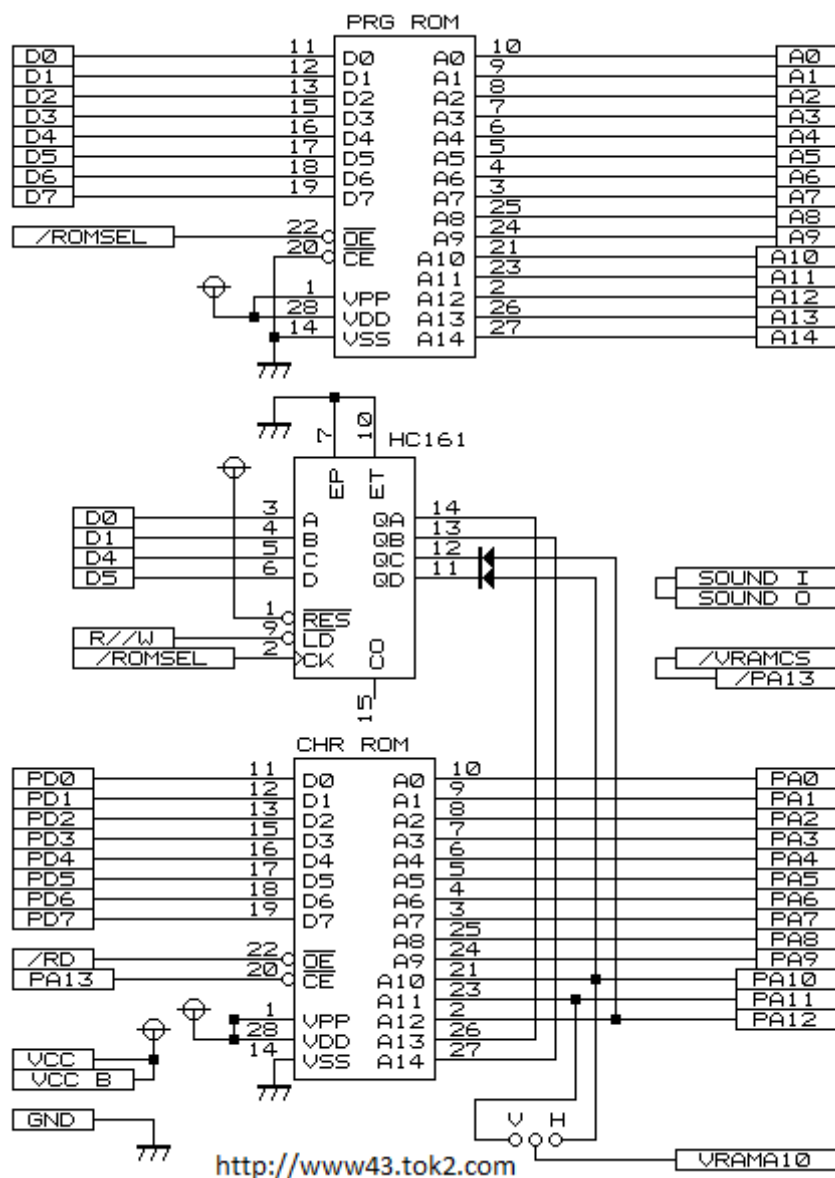 PRG ROM
D0 11 D0 A0 10 A0
D1 12 D1 A1 9 A1
D2 13 D2 A2 8 A2
D3 15 D3 A3 7 A3
D4 16 D4 A4 6 A4
D5 17 D5 A5 5 A5
D6 18 D6 A6 4 A6
D7 19 D7 A7 3 A7
A8 25 A8
/ROMSEL 22 OE A9 24 A9
20 CE A10 21 A10
A11 23 A11
1 VPP A12 2 A12
28 VDD A13 26 A13
14 VSS A14 27 A14
7 10 HC161
EP ET
D0 3 A QA 14
D1 4 B QB 13
D4 5 C QC 12
D5 6 D QD 11
SOUND I
SOUND O
1 RES
R//W 9 LD
/ROMSEL 2 CK CO
/VRAMCS
/PA13
15
CHR ROM
PD0 11 D0 A0 10 PA0
PD1 12 D1 A1 9 PA1
PD2 13 D2 A2 8 PA2
PD3 15 D3 A3 7 PA3
PD4 16 D4 A4 6 PA4
PD5 17 D5 A5 5 PA5
PD6 18 D6 A6 4 PA6
PD7 19 D7 A7 3 PA7
A8 25 PA8
/RD 22 OE A9 24 PA9
PA13 20 CE A10 21 PA10
A11 23 PA11
1 VPP A12 2 PA12
28 VDD A13 26
VCC 14 VSS A14 27
VCC B
GND
V H
VRAMA10
http://www43.tok2.com